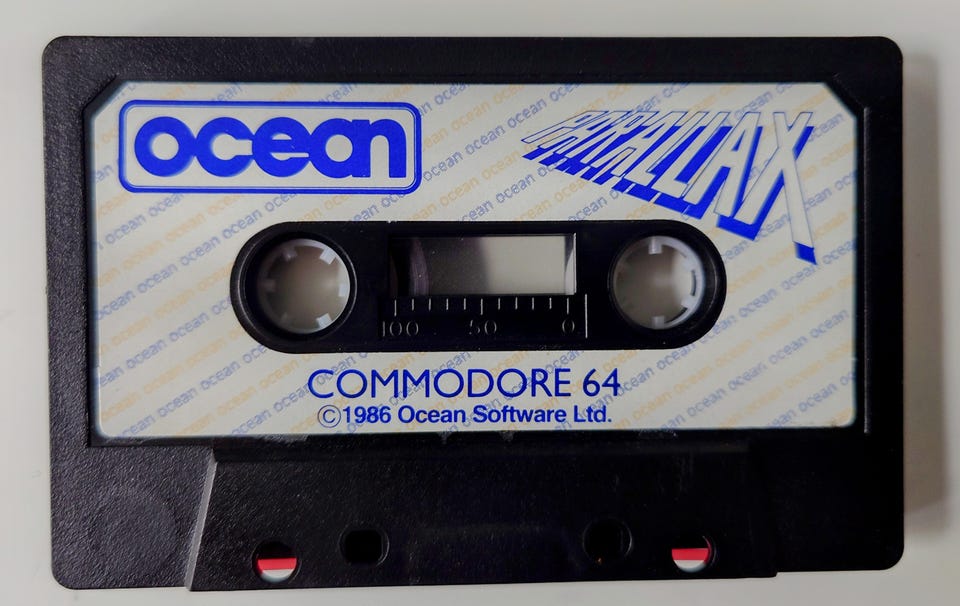 ocean
PARALLAX
100 50 0
COMMODORE 64
©1986 Ocean Software Ltd.